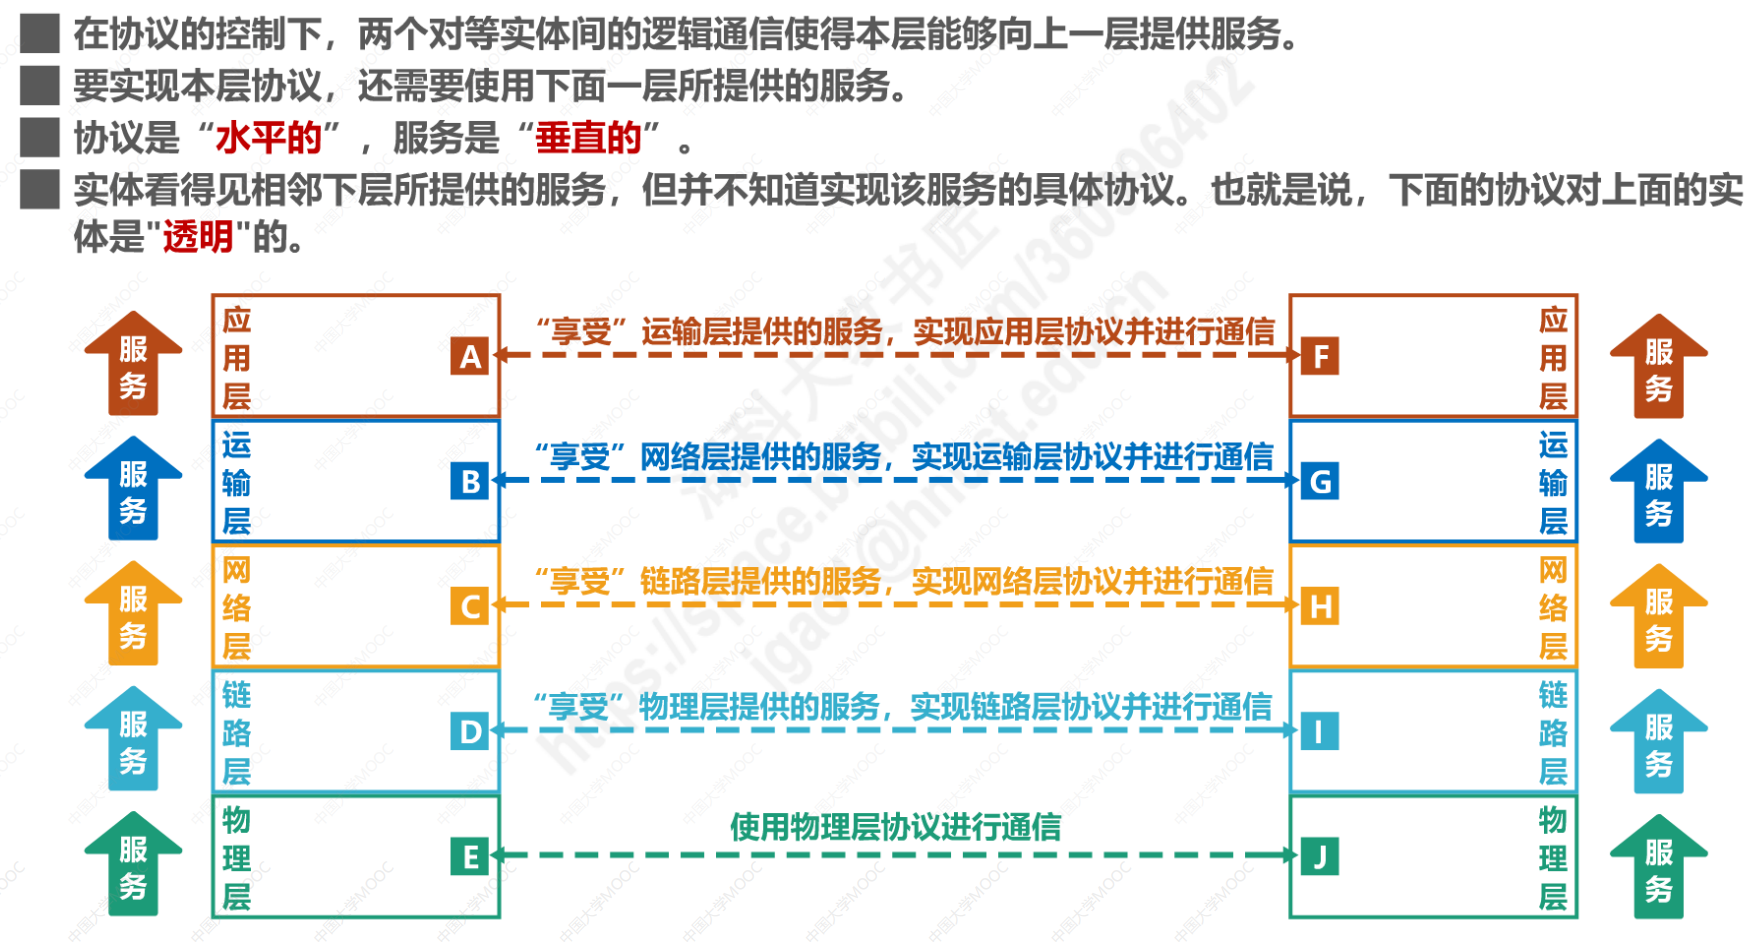 在协议的控制下，两个对等实体间的逻辑通信使得本层能够向上一层提供服务。
要实现本层协议，还需要使用下面一层所提供的服务。
协议是“水平的”，服务是“垂直的”。
实体看得见相邻下层所提供的服务，但并不知道实现该服务的具体协议。也就是说，下面的协议对上面的实
体是"透明"的。
服务
应用层
A
“享受”运输层提供的服务，实现应用层协议并进行通信
F
应用层
服务
服务
运输层
B
“享受”网络层提供的服务，实现运输层协议并进行通信
G
运输层
服务
服务
网络层
C
“享受”链路层提供的服务，实现网络层协议并进行通信
H
网络层
服务
服务
链路层
D
“享受”物理层提供的服务，实现链路层协议并进行通信
I
链路层
服务
服务
物理层
E
使用物理层协议进行通信
J
物理层
服务
中国大学MOOC